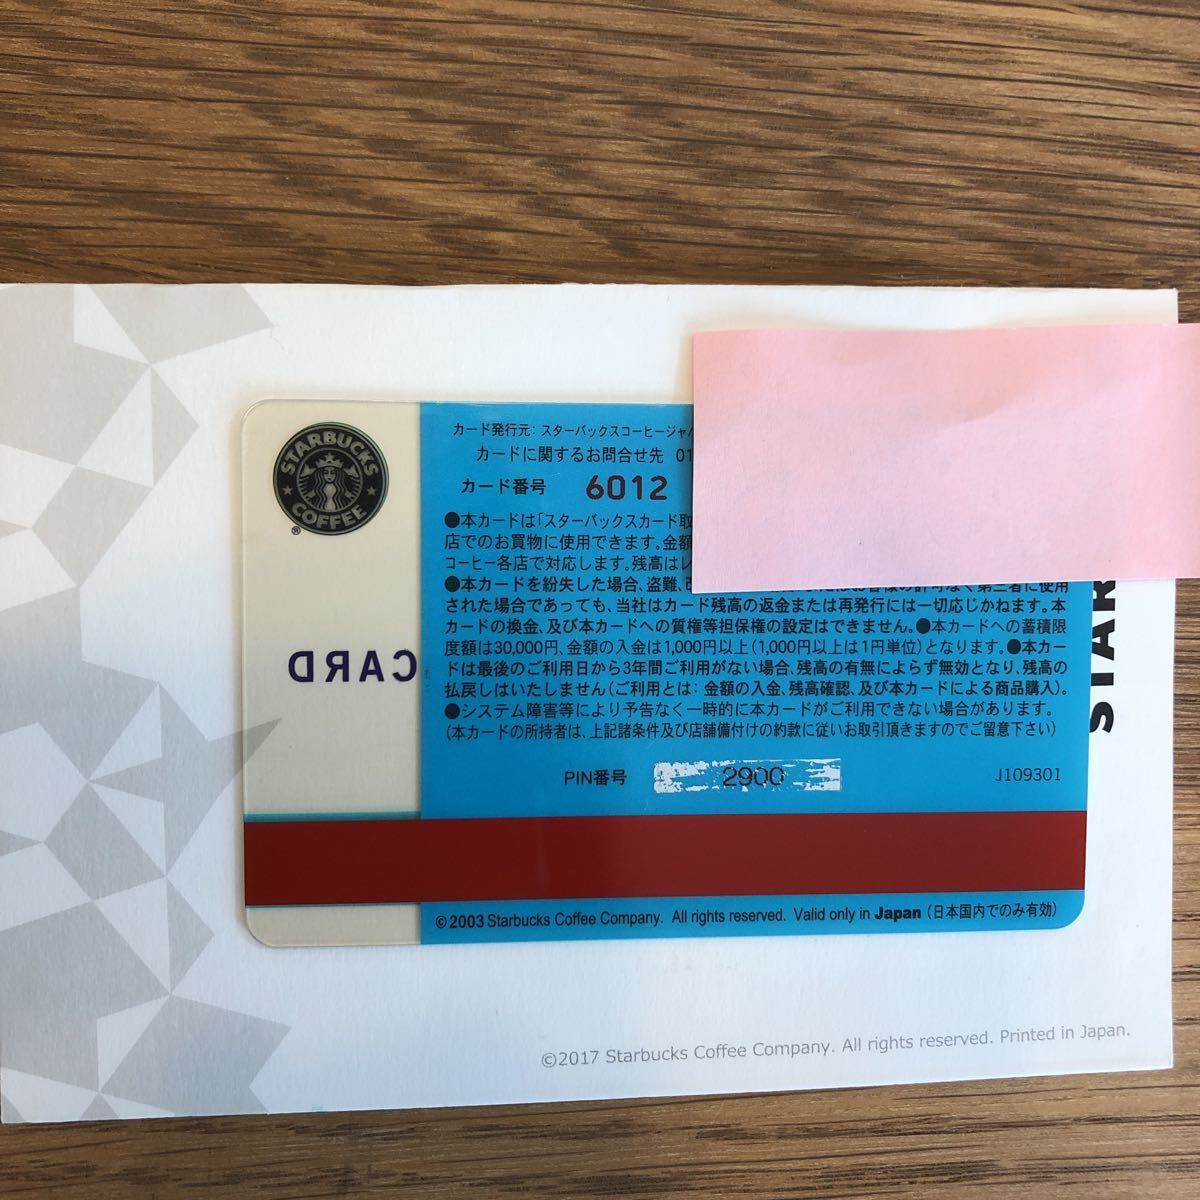 STARBUCKS
COFFEE
®
カード発行元: スターバックスコーヒージャパ
カードに関するお問合せ先 01
カード番号 6012
●本カードは「スターバックスカード取
店でのお買物に使用できます。金額
コーヒー各店で対応します。残高はレ
●本カードを紛失した場合、盗難、
許可なく第三者に使用
された場合であっても、当社はカード残高の返金または再発行には一切応じかねます。本
カードの換金、及び本カードへの質権等担保権の設定はできません。●本カードへの蓄積限
度額は30,000円、金額の入金は1,000円以上(1,000円以上は1円単位)となります。●本カー
ドは最後のご利用日から3年間ご利用がない場合、残高の有無によらず無効となり、残高の
払戻しはいたしません(ご利用とは: 金額の入金、残高確認、及び本カードによる商品購入)。
●システム障害等により予告なく一時的に本カードがご利用できない場合があります。
(本カードの所持者は、上記諸条件及び店舗備付けの約款に従いお取引頂きますのでご留意下さい)
CARD
STAR
PIN番号 2900 J109301
©2003 Starbucks Coffee Company. All rights reserved. Valid only in Japan (日本国内でのみ有効)
©2017 Starbucks Coffee Company. All rights reserved. Printed in Japan.